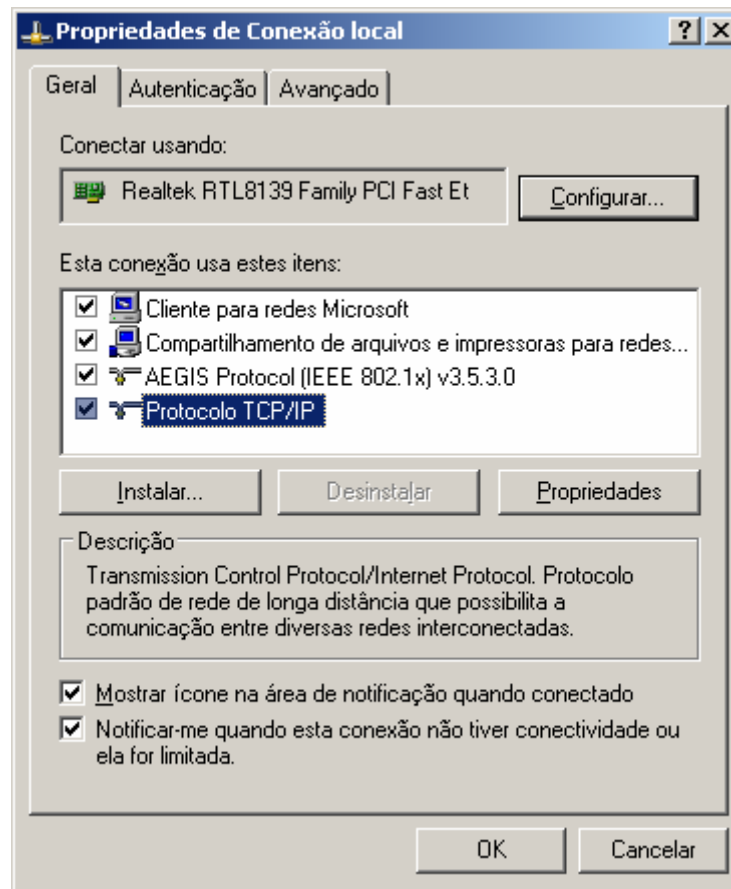 Propriedades de Conexão local
Geral Autenticação Avançado
Conectar usando:
Realtek RTL8139 Family PCI Fast Et Configurar...
Esta conexão usa estes itens:
Cliente para redes Microsoft
Compartilhamento de arquivos e impressoras para redes...
AEGIS Protocol (IEEE 802.1x) v3.5.3.0
Protocolo TCP/IP
Instalar... Desinstalar Propriedades
Descrição
Transmission Control Protocol/Internet Protocol. Protocolo
padrão de rede de longa distância que possibilita a
comunicação entre diversas redes interconectadas.
Mostrar ícone na área de notificação quando conectado
Notificar-me quando esta conexão não tiver conectividade ou
ela for limitada.
OK Cancelar